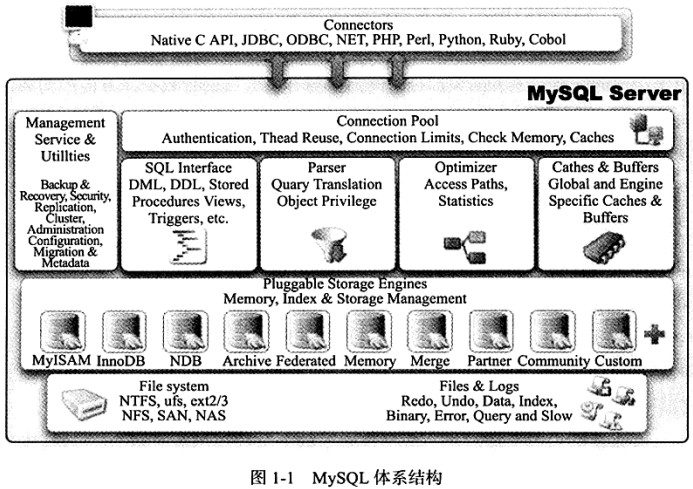 Connectors
Native C API, JDBC, ODBC, NET, PHP, Perl, Python, Ruby, Cobol
MySQL Server
Management
Service &
Utillties
Backup &
Recovery, Security,
Replication,
Cluster,
Administration
Configuration,
Migration &
Metadata
Connection Pool
Authentication, Thead Reuse, Connection Limits, Check Memory, Caches
SQL Interface
DML, DDL, Stored
Procedures Views,
Triggers, etc.
Parser
Quary Translation
Object Privilege
Optimizer
Access Paths,
Statistics
Cathes & Buffers
Global and Engine
Specific Caches &
Buffers
Pluggable Storage Engines
Memory, Index & Storage Management
MyISAM
InnoDB
NDB
Archive
Federated
Memory
Merge
Partner
Community
Custom
File system
NTFS, ufs, ext2/3
NFS, SAN, NAS
Files & Logs
Redo, Undo, Data, Index,
Binary, Error, Query and Slow
图 1-1 MySQL 体系结构